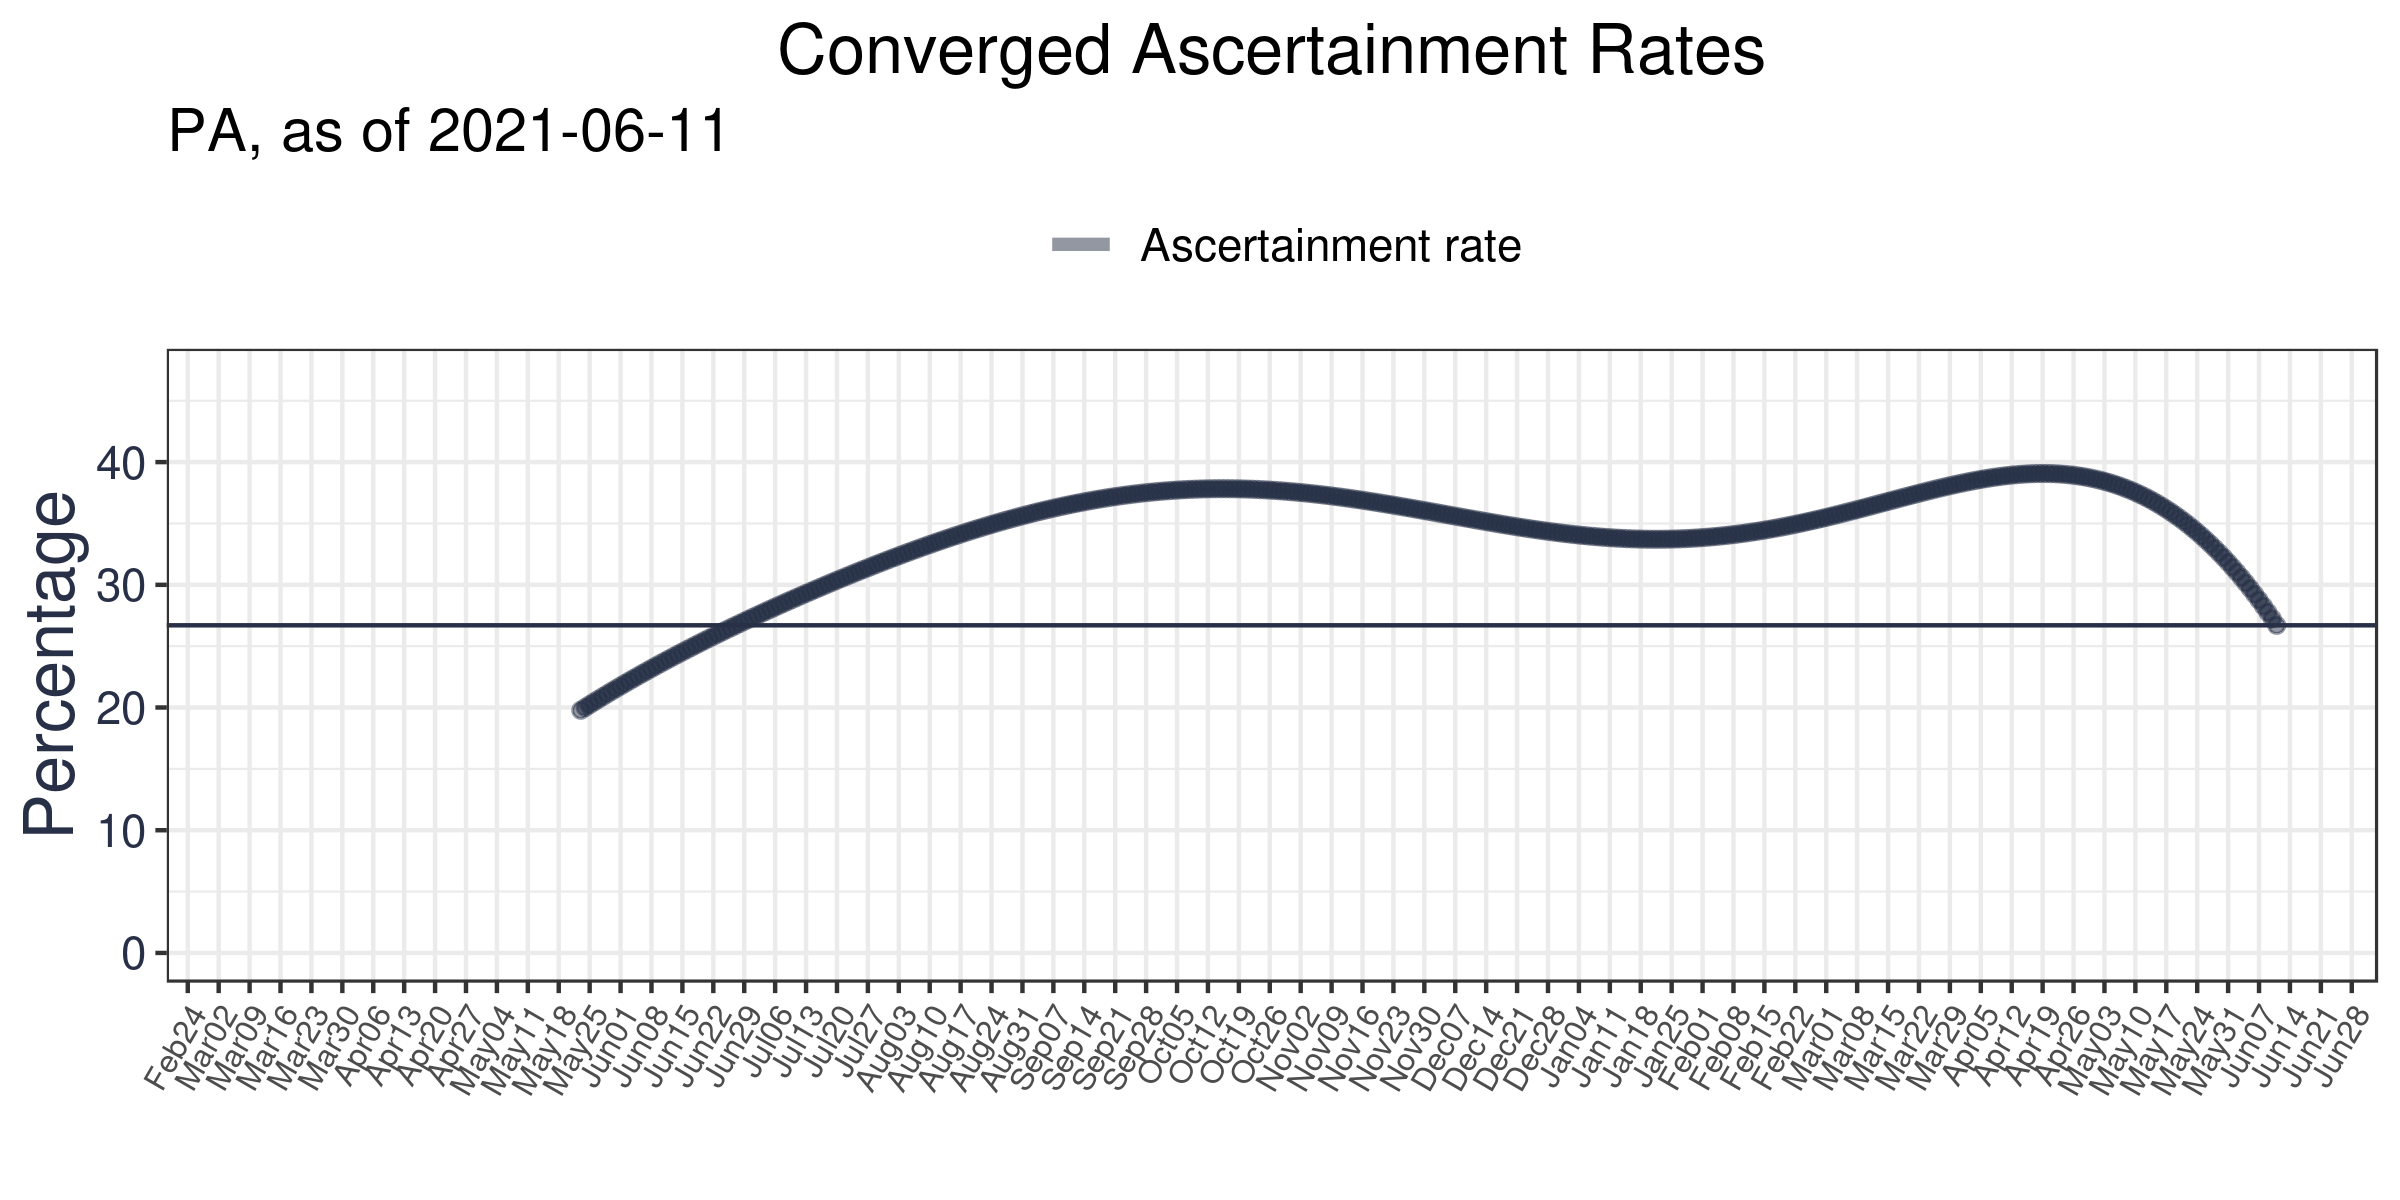 Converged Ascertainment Rates
PA, as of 2021-06-11
Ascertainment rate
Percentage
40
30
20
10
0
Feb24
Mar02
Mar09
Mar16
Mar23
Mar30
Apr06
Apr13
Apr20
Apr27
May04
May11
May18
May25
Jun01
Jun08
Jun15
Jun22
Jun29
Jul06
Jul13
Jul20
Jul27
Aug03
Aug10
Aug17
Aug24
Aug31
Sep07
Sep14
Sep21
Sep28
Oct05
Oct12
Oct19
Oct26
Nov02
Nov09
Nov16
Nov23
Nov30
Dec07
Dec14
Dec21
Dec28
Jan04
Jan11
Jan18
Jan25
Feb01
Feb08
Feb15
Feb22
Mar01
Mar08
Mar15
Mar22
Mar29
Apr05
Apr12
Apr19
Apr26
May03
May10
May17
May24
May31
Jun07
Jun14
Jun21
Jun28